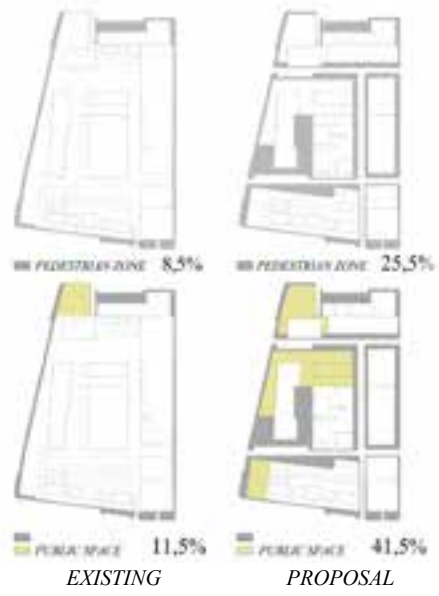 PEDESTRIAN ZONE 8,5%
PEDESTRIAN ZONE 25,5%
PUBLIC SPACE 11,5%
PUBLIC SPACE 41,5%
EXISTING
PROPOSAL